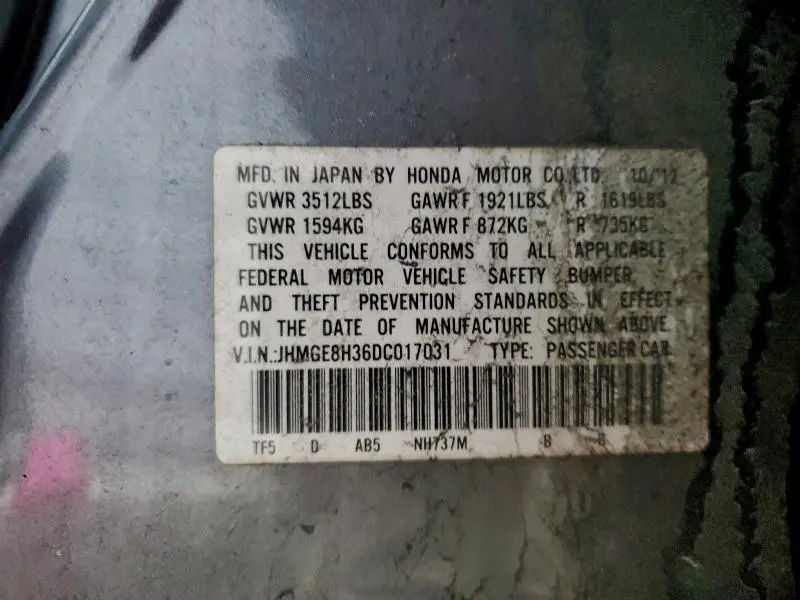 MFD. IN JAPAN BY HONDA MOTOR CO.,LTD. 10/12
GVWR 3512LBS GAWR F 1921LBS R 1619LBS
GVWR 1594KG GAWR F 872KG R 735KG
THIS VEHICLE CONFORMS TO ALL APPLICABLE
FEDERAL MOTOR VEHICLE SAFETY BUMPER
AND THEFT PREVENTION STANDARDS IN EFFECT
ON THE DATE OF MANUFACTURE SHOWN ABOVE.
V.I.N.:JHMGE8H36DC017031 TYPE: PASSENGER CAR
TF5 D AB5 NH737M B B